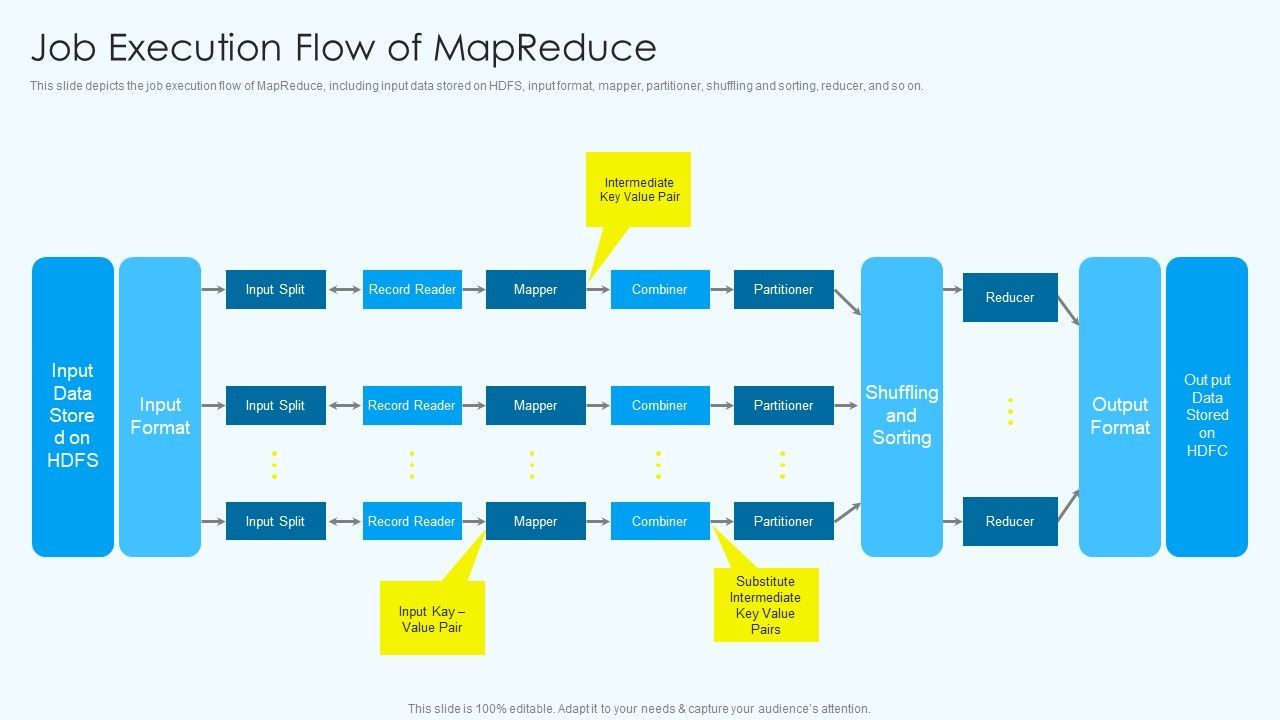 Job Execution Flow of MapReduce
This slide depicts the job execution flow of MapReduce, including input data stored on HDFS, input format, mapper, partitioner, shuffling and sorting, reducer, and so on.
Intermediate
Key Value Pair
Input
Data
Store
d on
HDFS
Input
Format
Input Split
Record Reader
Mapper
Combiner
Partitioner
Input Split
Record Reader
Mapper
Combiner
Partitioner
Input Split
Record Reader
Mapper
Combiner
Partitioner
Shuffling
and
Sorting
Reducer
Reducer
Output
Format
Out put
Data
Stored
on
HDFC
Input Kay –
Value Pair
Substitute
Intermediate
Key Value
Pairs
This slide is 100% editable. Adapt it to your needs & capture your audience's attention.